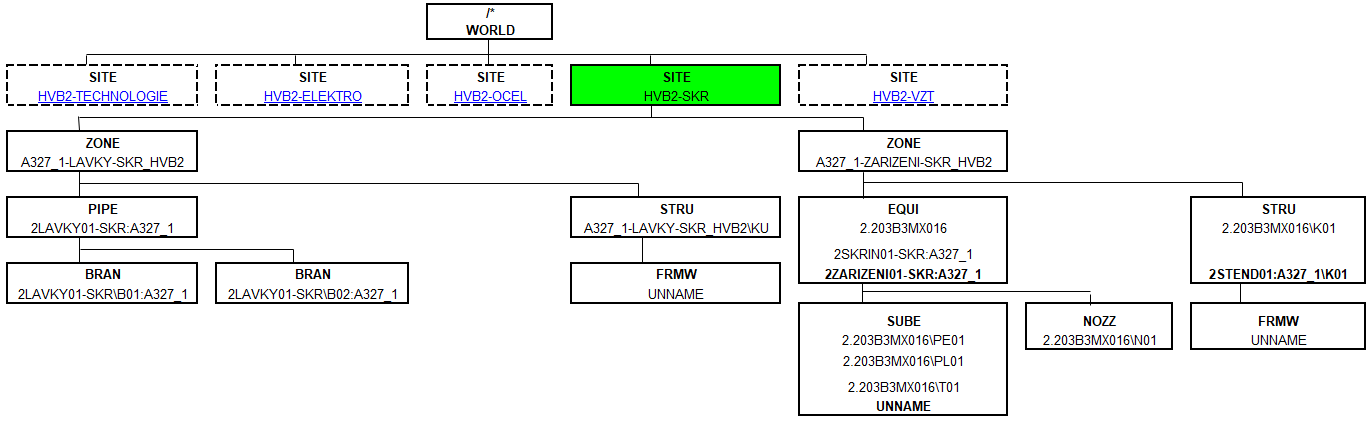 /*
WORLD
SITE
HVB2-TECHNOLOGIE
SITE
HVB2-ELEKTRO
SITE
HVB2-OCEL
SITE
HVB2-SKR
SITE
HVB2-VZT
ZONE
A327_1-LAVKY-SKR_HVB2
ZONE
A327_1-ZARIZENI-SKR_HVB2
PIPE
2LAVKY01-SKR:A327_1
STRU
A327_1-LAVKY-SKR_HVB2\KU
EQUI
2.203B3MX016
2SKRIN01-SKR:A327_1
2ZARIZENI01-SKR:A327_1
STRU
2.203B3MX016\K01
2STEND01:A327_1\K01
BRAN
2LAVKY01-SKR\B01:A327_1
BRAN
2LAVKY01-SKR\B02:A327_1
FRMW
UNNAME
SUBE
2.203B3MX016\PE01
2.203B3MX016\PL01
2.203B3MX016\T01
UNNAME
NOZZ
2.203B3MX016\N01
FRMW
UNNAME